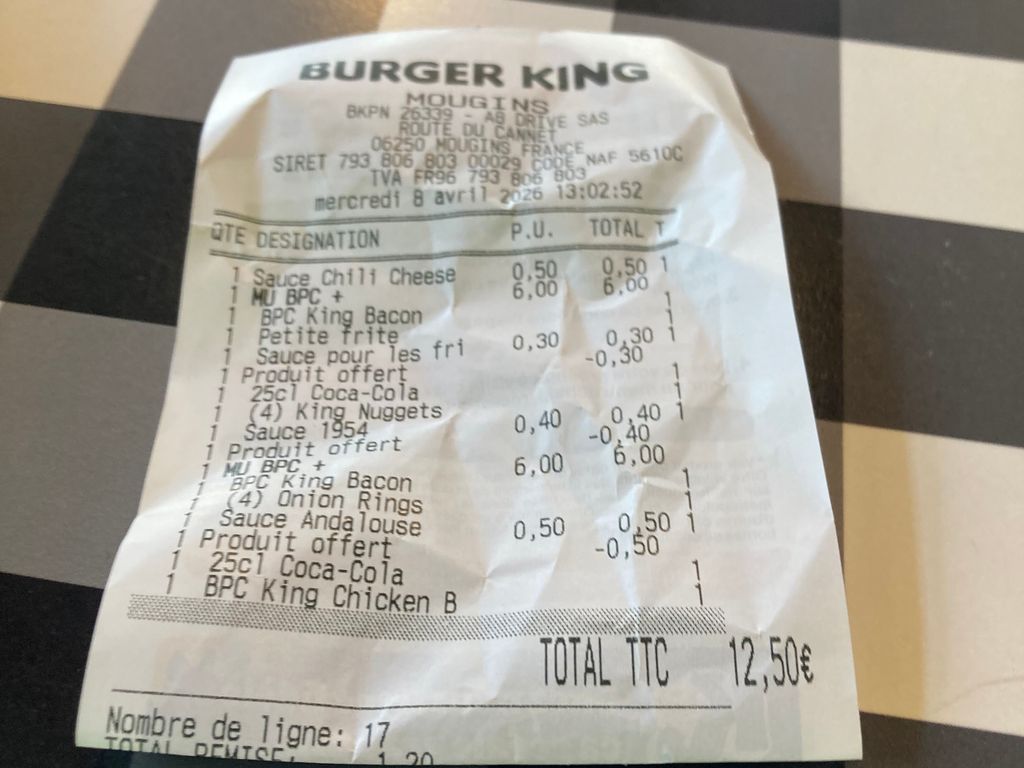 BURGER KING
MOUGINS
BKPN 26339 - AB DRIVE SAS
ROUTE DU CANNET
06250 MOUGINS FRANCE
SIRET 793 806 803 00029 CODE NAF 5610C
TVA FR96 793 806 803
mercredi 8 avril 2026 13:02:52
QTE DESIGNATION P.U. TOTAL T
1 Sauce Chili Cheese 0,50 0,50 1
1 MU BPC + 6,00 6,00
1 BPC King Bacon 1
1 Petite frite 1
1 Sauce pour les fri 0,30 0,30 1
1 Produit offert -0,30
1 25cl Coca-Cola 1
1 (4) King Nuggets 1
1 Sauce 1954 0,40 0,40 1
1 Produit offert -0,40
1 MU BPC + 6,00 6,00
1 BPC King Bacon 1
1 (4) Onion Rings 1
1 Sauce Andalouse 0,50 0,50 1
1 Produit offert -0,50
1 25cl Coca-Cola 1
1 BPC King Chicken B 1
TOTAL TTC 12,50€
Nombre de ligne: 17
TOTAL REMISE: 1,20